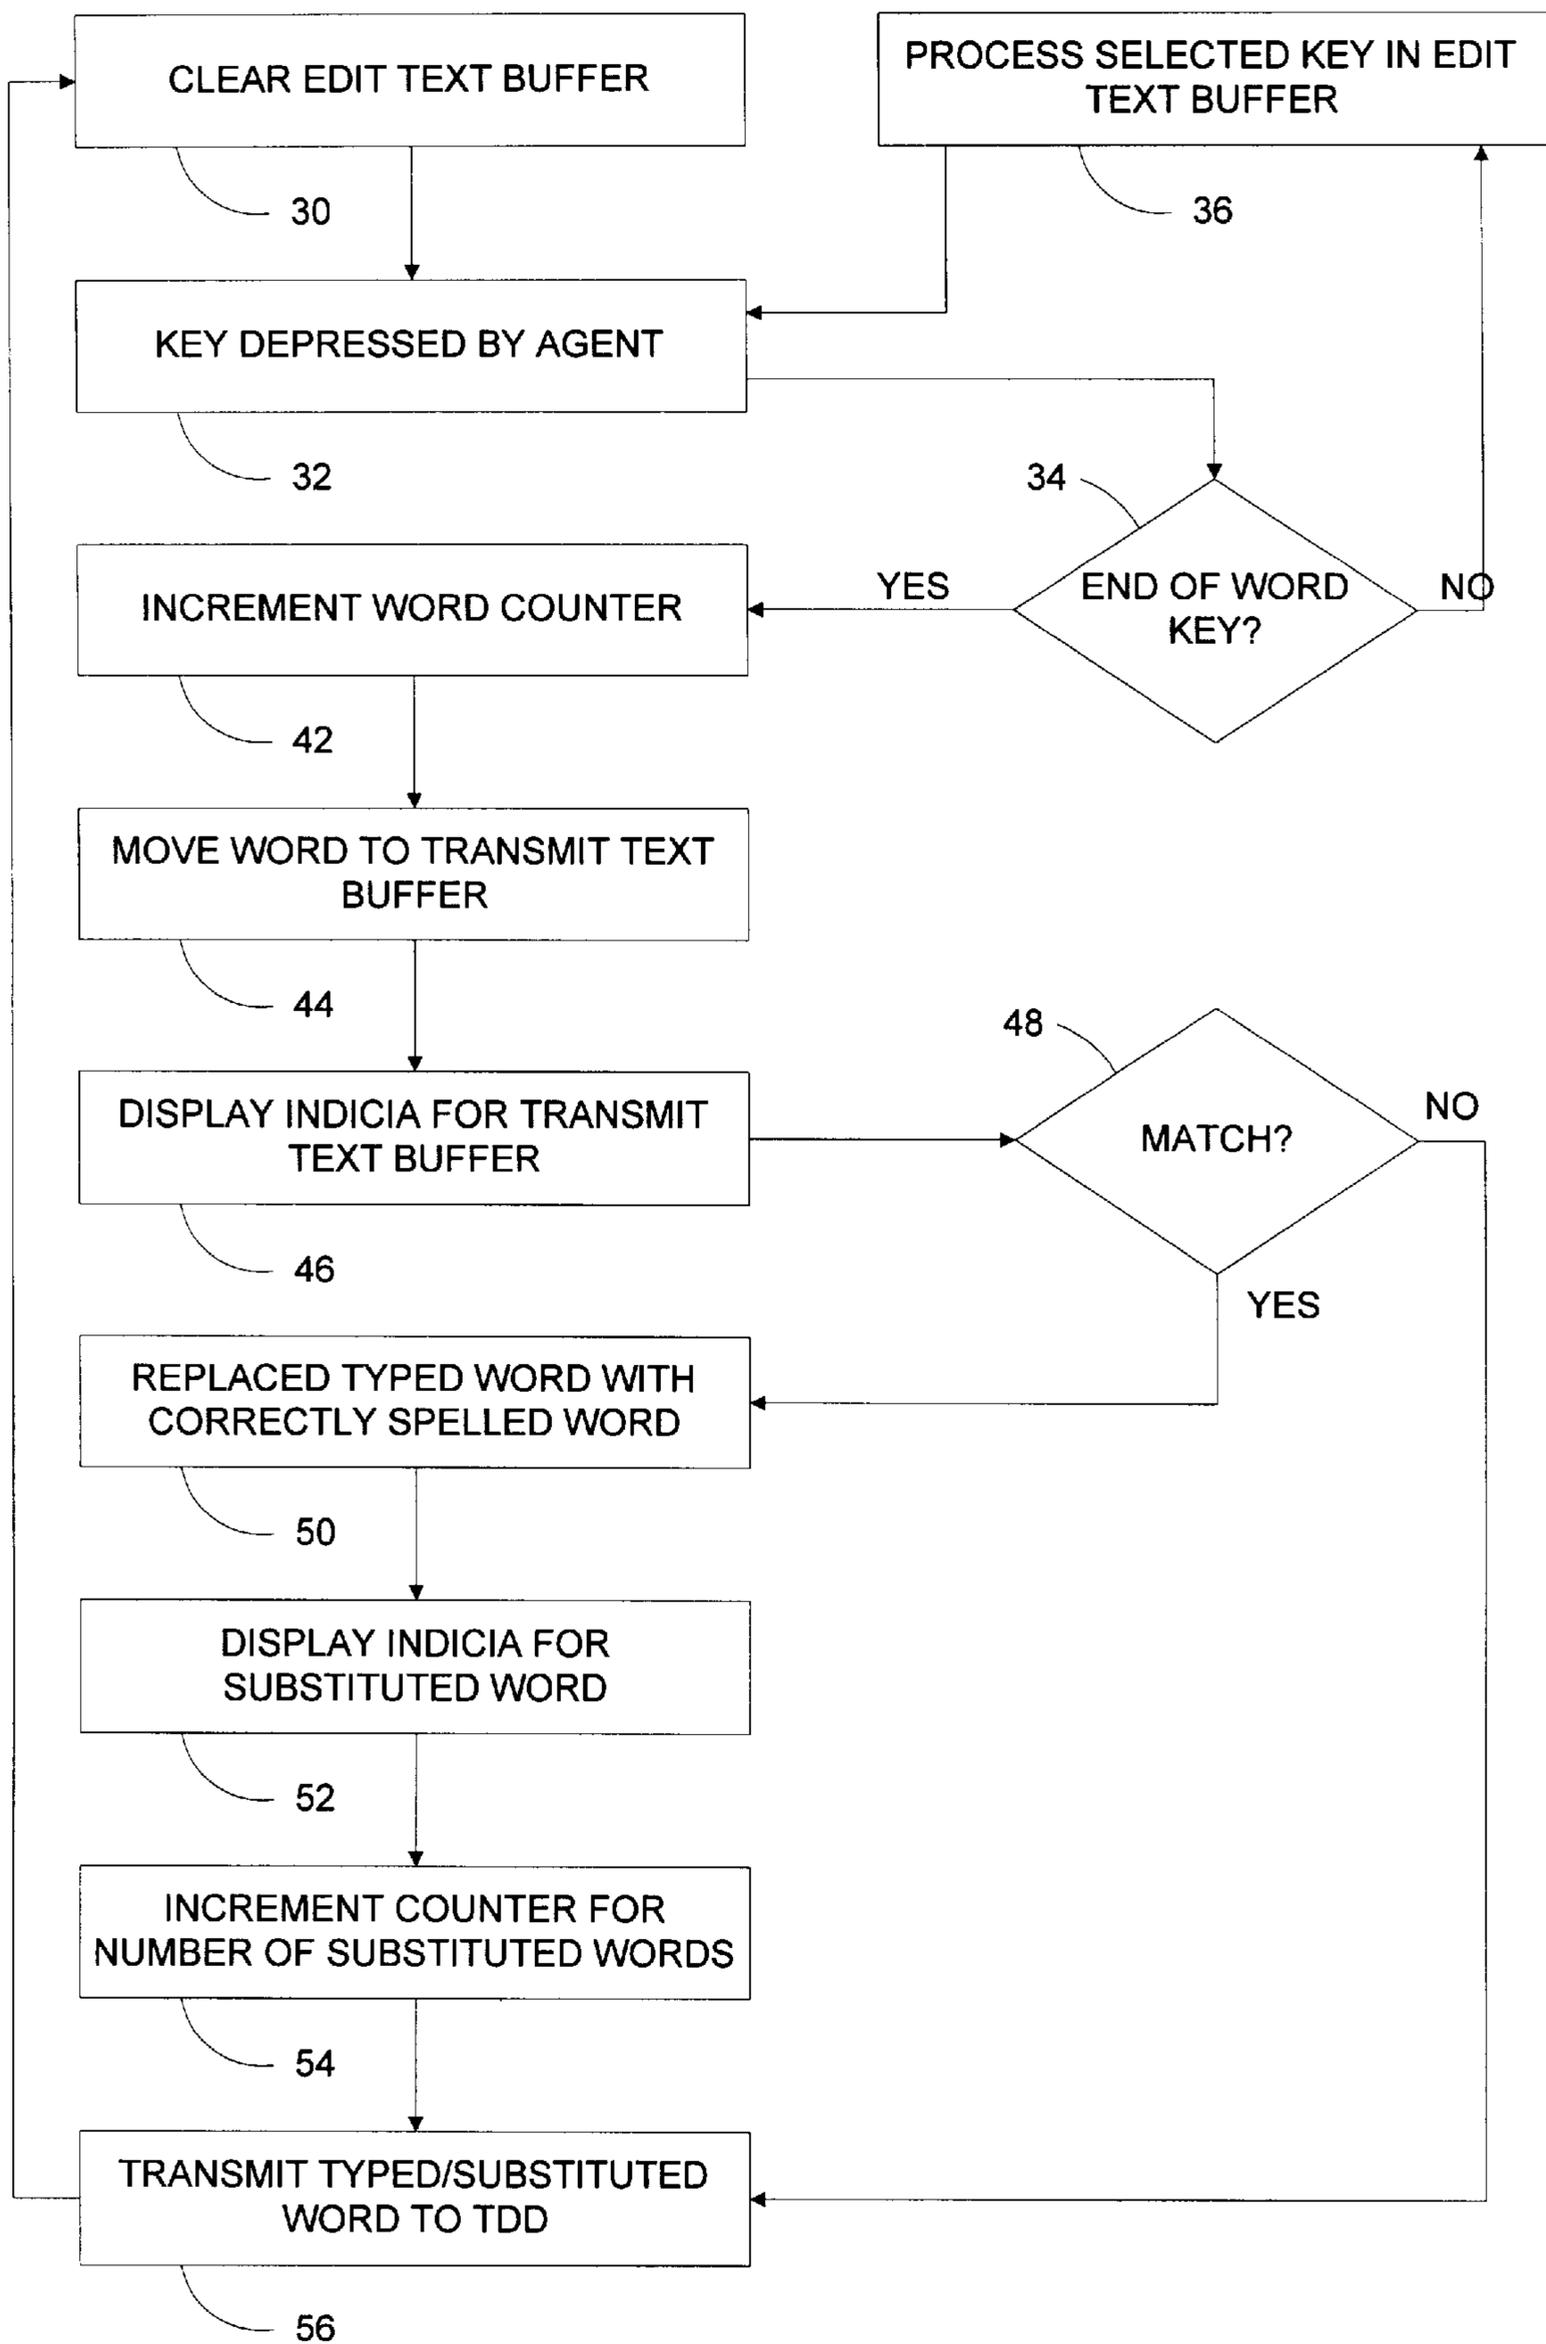 CLEAR EDIT TEXT BUFFER
30
PROCESS SELECTED KEY IN EDIT
TEXT BUFFER
36
KEY DEPRESSED BY AGENT
32
34
END OF WORD
KEY?
YES
NO
INCREMENT WORD COUNTER
42
MOVE WORD TO TRANSMIT TEXT
BUFFER
44
DISPLAY INDICIA FOR TRANSMIT
TEXT BUFFER
46
48
MATCH?
NO
YES
REPLACED TYPED WORD WITH
CORRECTLY SPELLED WORD
50
DISPLAY INDICIA FOR
SUBSTITUTED WORD
52
INCREMENT COUNTER FOR
NUMBER OF SUBSTITUTED WORDS
54
TRANSMIT TYPED/SUBSTITUTED
WORD TO TDD
56